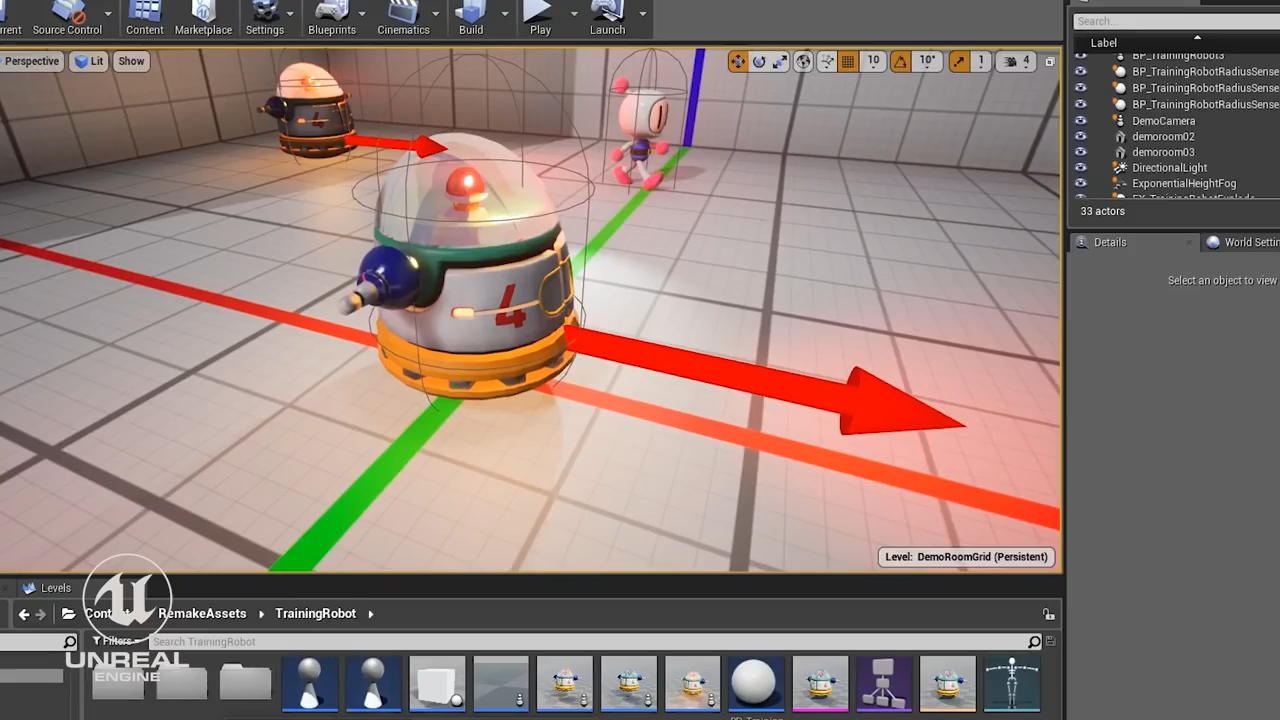 Source Control
Content
Marketplace
Settings
Blueprints
Cinematics
Build
Play
Launch
Perspective
Lit
Show
10
10°
1
4
4
4
Level: DemoRoomGrid (Persistent)
Search...
Label
BP_TrainingRobot3
BP_TrainingRobotRadiusSense
BP_TrainingRobotRadiusSense
BP_TrainingRobotRadiusSense
DemoCamera
demoroom02
demoroom03
DirectionalLight
ExponentialHeightFog
33 actors
Details
World Settin
Select an object to view
Levels
RemakeAssets
TrainingRobot
Filters
Search TrainingRobot
UNREAL
ENGINE